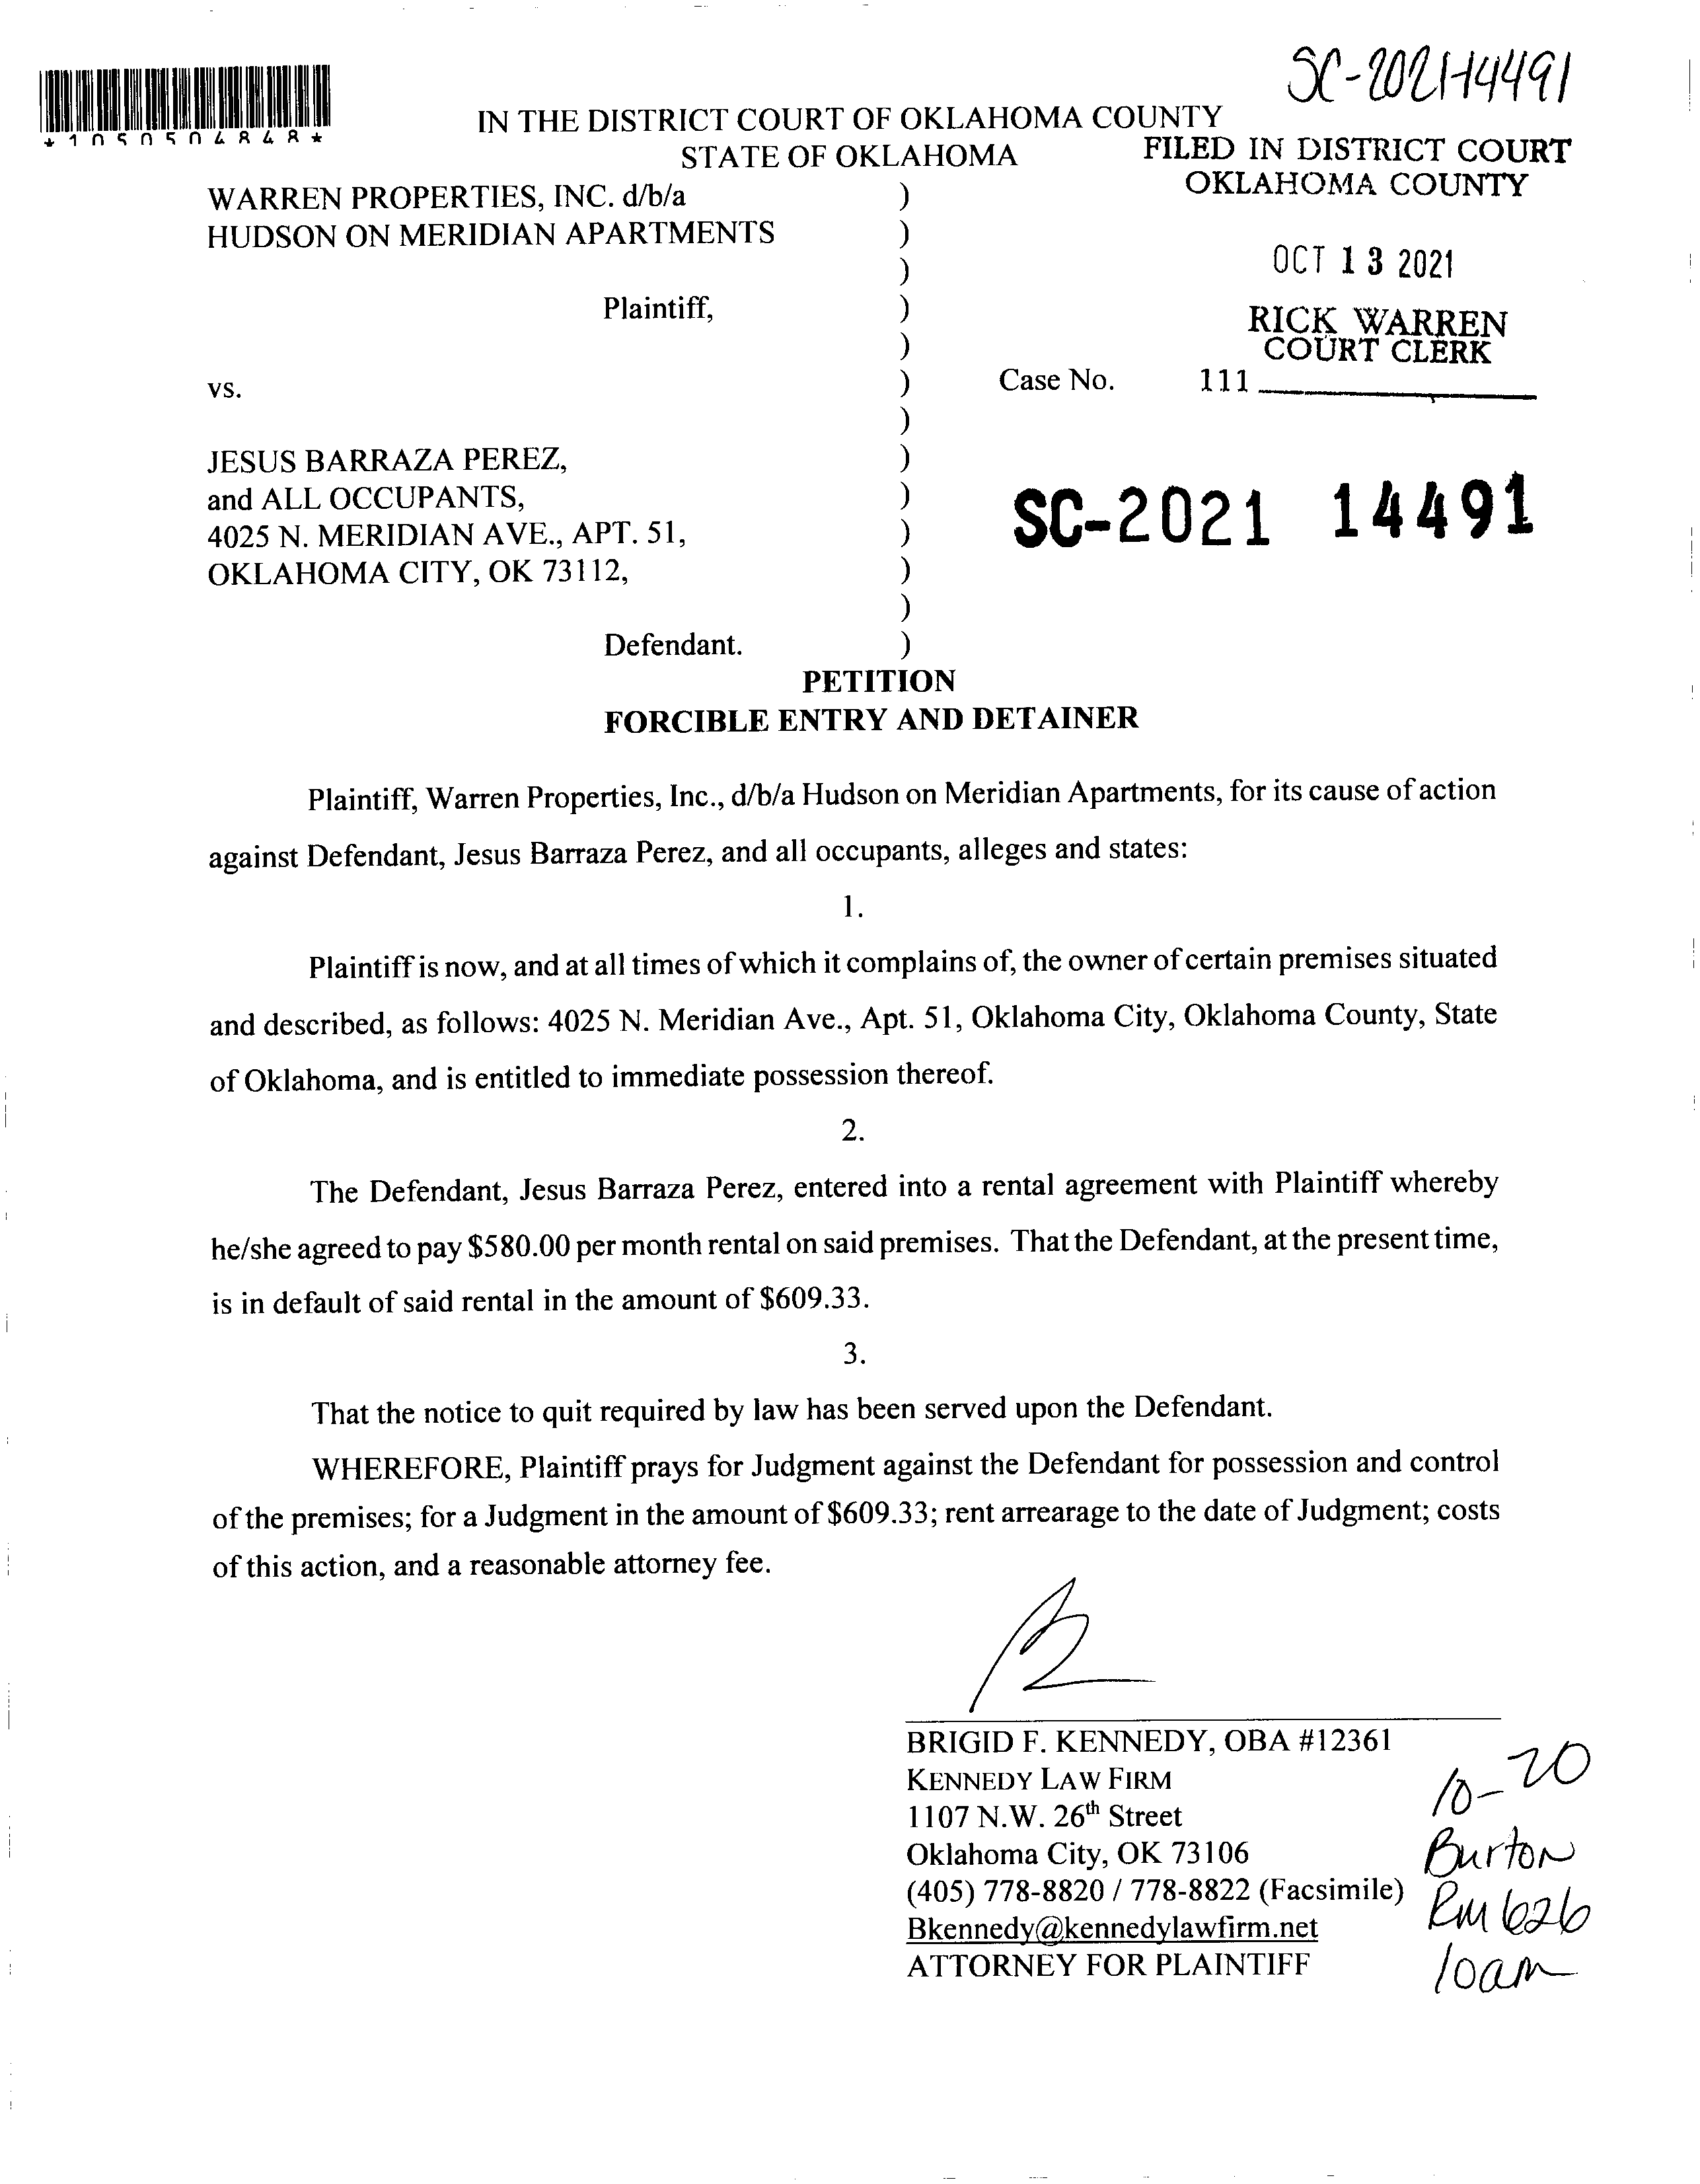 SC-2021-14491
*1050504848*
IN THE DISTRICT COURT OF OKLAHOMA COUNTY
STATE OF OKLAHOMA
FILED IN DISTRICT COURT
OKLAHOMA COUNTY
WARREN PROPERTIES, INC. d/b/a )
HUDSON ON MERIDIAN APARTMENTS )
)
OCT 13 2021
Plaintiff, )
RICK WARREN
COURT CLERK
)
vs. ) Case No. 111
)
JESUS BARRAZA PEREZ, )
and ALL OCCUPANTS, )
SC-2021 14491
4025 N. MERIDIAN AVE., APT. 51, )
OKLAHOMA CITY, OK 73112, )
)
Defendant. )
PETITION
FORCIBLE ENTRY AND DETAINER
Plaintiff, Warren Properties, Inc., d/b/a Hudson on Meridian Apartments, for its cause of action
against Defendant, Jesus Barraza Perez, and all occupants, alleges and states:
1.
Plaintiff is now, and at all times of which it complains of, the owner of certain premises situated
and described, as follows: 4025 N. Meridian Ave., Apt. 51, Oklahoma City, Oklahoma County, State
of Oklahoma, and is entitled to immediate possession thereof.
2.
The Defendant, Jesus Barraza Perez, entered into a rental agreement with Plaintiff whereby
he/she agreed to pay $580.00 per month rental on said premises. That the Defendant, at the present time,
is in default of said rental in the amount of $609.33.
3.
That the notice to quit required by law has been served upon the Defendant.
WHEREFORE, Plaintiff prays for Judgment against the Defendant for possession and control
of the premises; for a Judgment in the amount of $609.33; rent arrearage to the date of Judgment; costs
of this action, and a reasonable attorney fee.
BRIGID F. KENNEDY, OBA #12361
KENNEDY LAW FIRM
1107 N.W. 26th Street
Oklahoma City, OK 73106
(405) 778-8820 / 778-8822 (Facsimile)
Bkennedy@kennedylawfirm.net
ATTORNEY FOR PLAINTIFF
10-20
Burton
Rm 626
10am